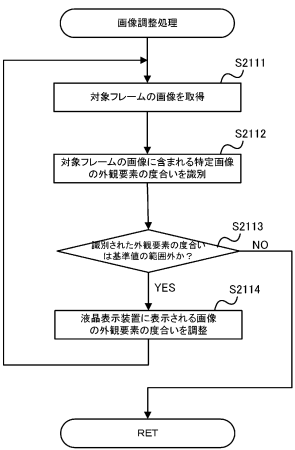 画像調整処理
S2111
対象フレームの画像を取得
S2112
対象フレームの画像に含まれる特定画像
の外観要素の度合いを識別
S2113
識別された外観要素の度合い
は基準値の範囲外か?
NO
YES
S2114
液晶表示装置に表示される画像
の外観要素の度合いを調整
RET